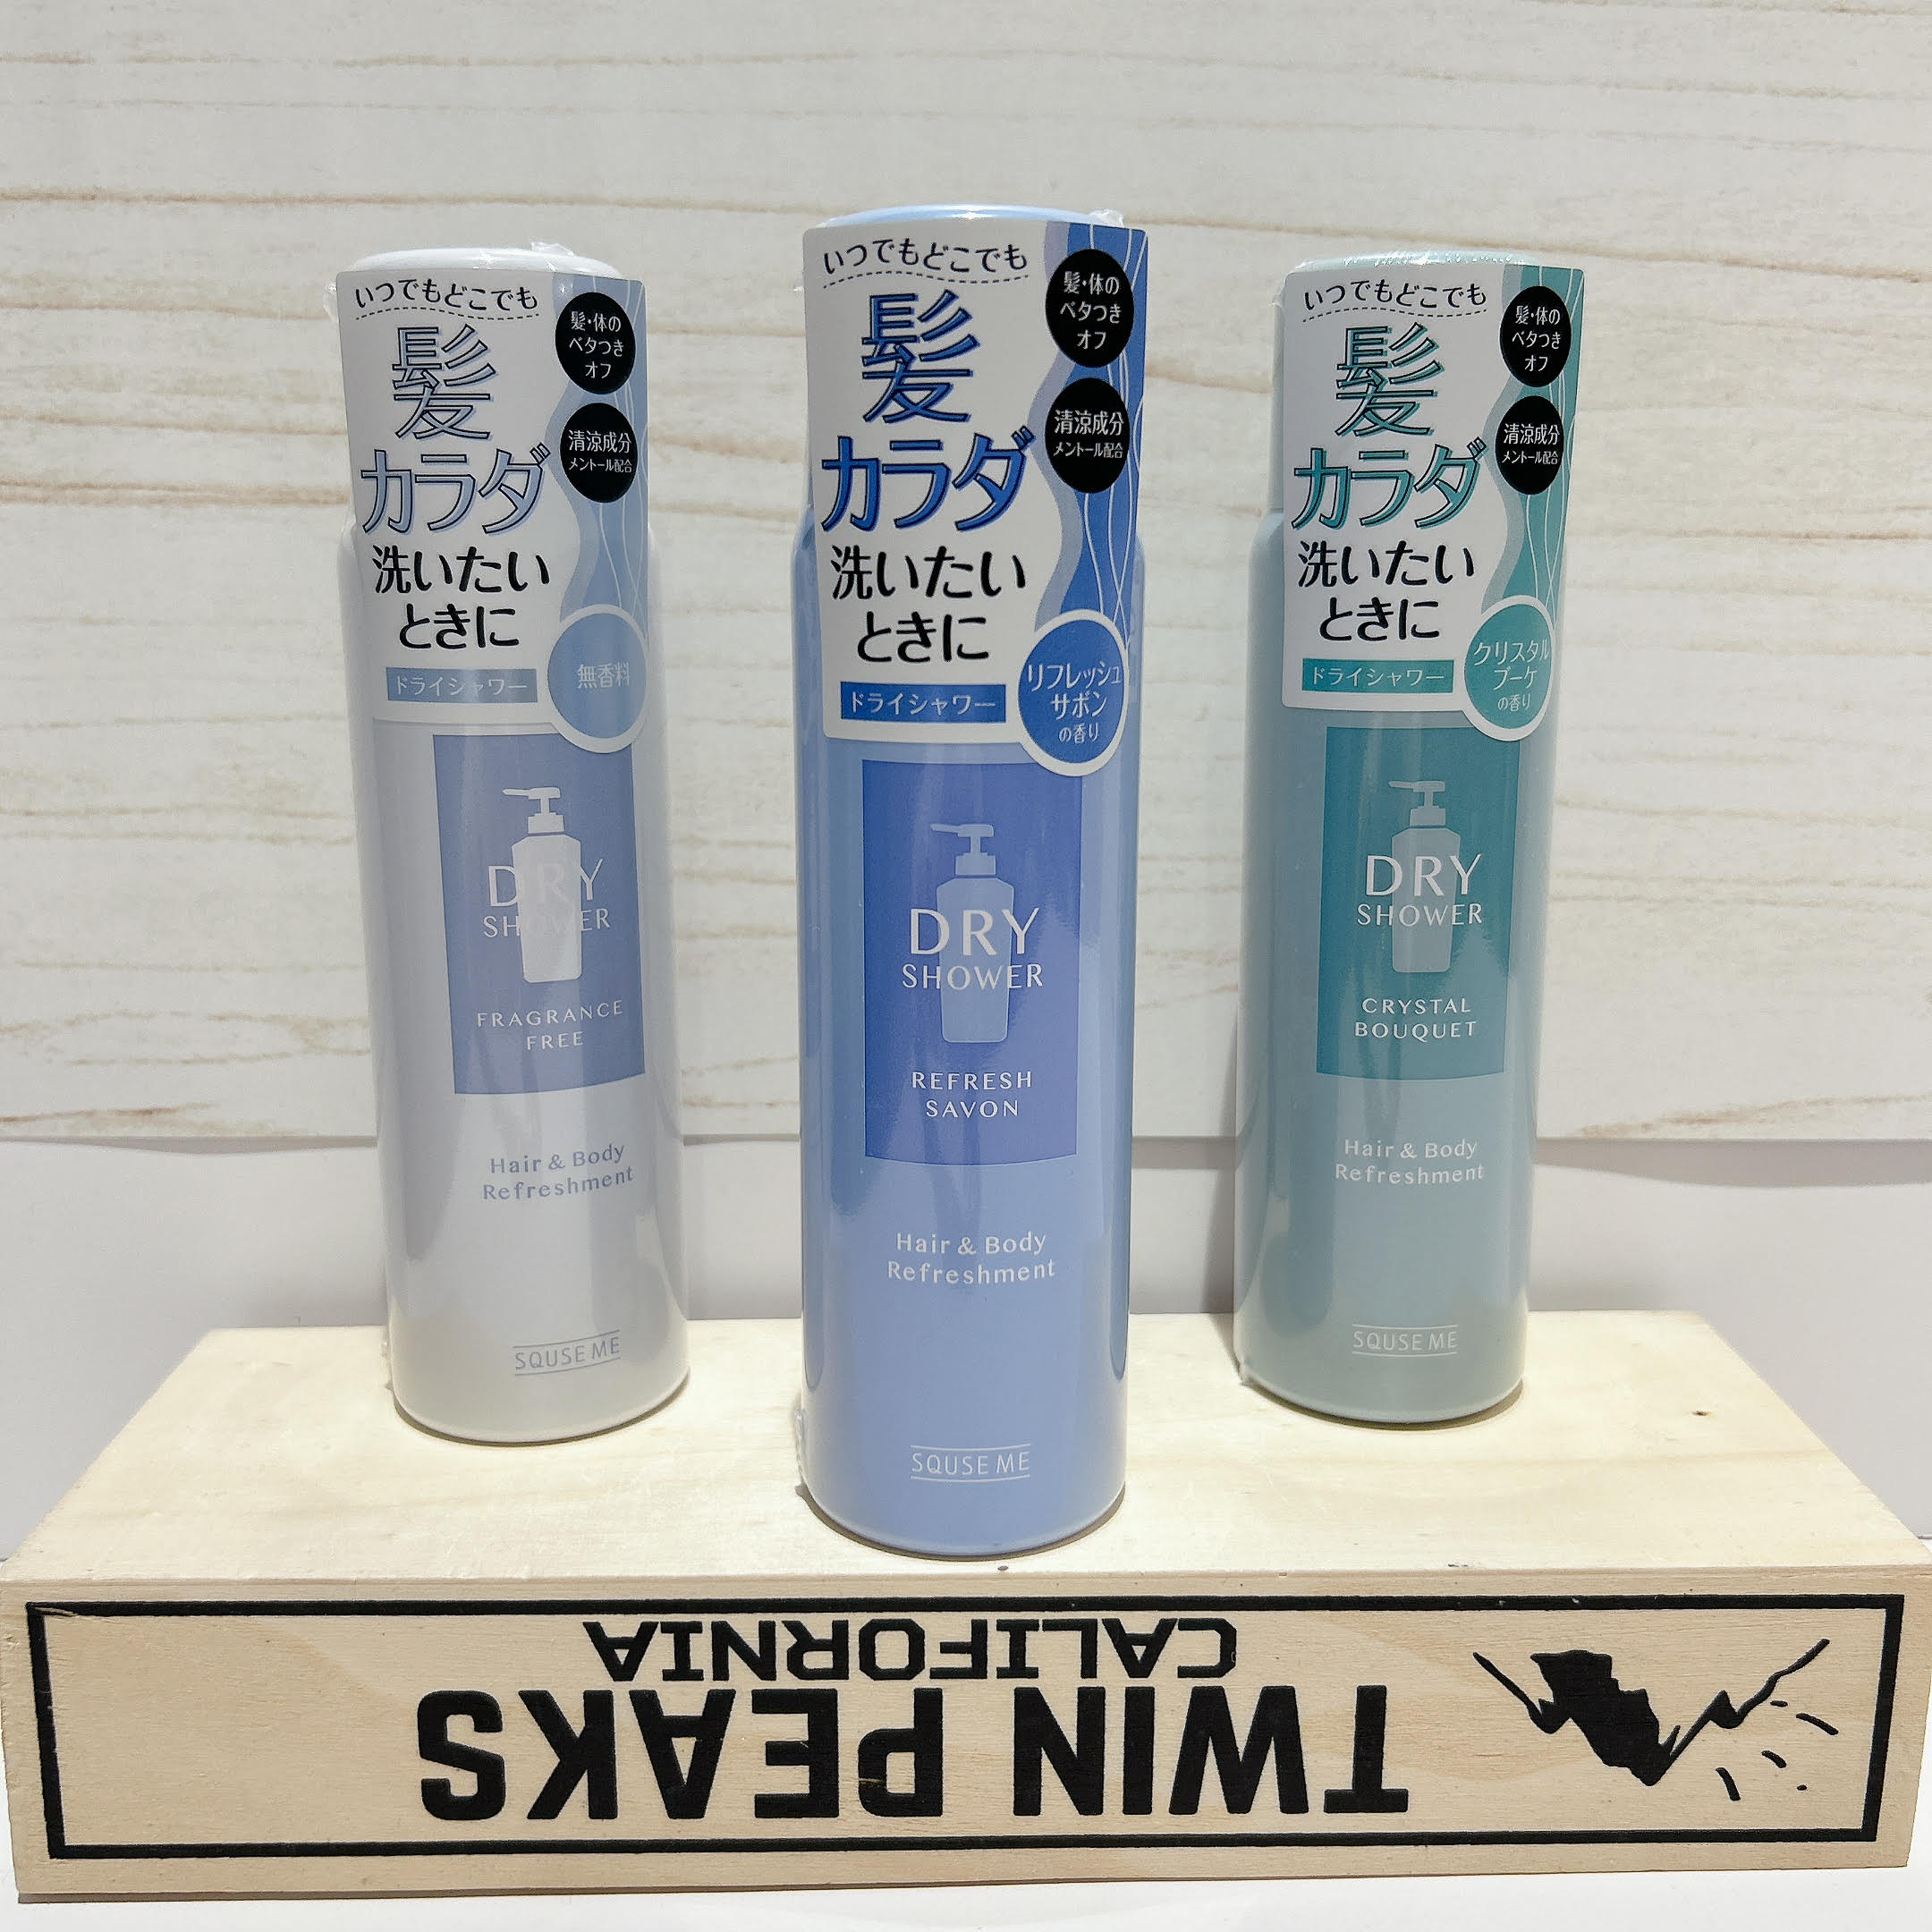 いつでもどこでも
髪
カラダ
洗いたい
ときに
ドライシャワー
髪・体の
ベタつき
オフ
清涼成分
メントール配合
無香料
DRY
SHOWER
FRAGRANCE
FREE
Hair & Body
Refreshment
SQUSE ME
いつでもどこでも
髪
カラダ
洗いたい
ときに
ドライシャワー
髪・体の
ベタつき
オフ
清涼成分
メントール配合
リフレッシュ
サボン
の香り
DRY
SHOWER
REFRESH
SAVON
Hair & Body
Refreshment
SQUSE ME
いつでもどこでも
髪
カラダ
洗いたい
ときに
ドライシャワー
髪・体の
ベタつき
オフ
清涼成分
メントール配合
クリスタル
ブーケ
の香り
DRY
SHOWER
CRYSTAL
BOUQUET
Hair & Body
Refreshment
SQUSE ME
TWIN PEAKS
CALIFORNIA